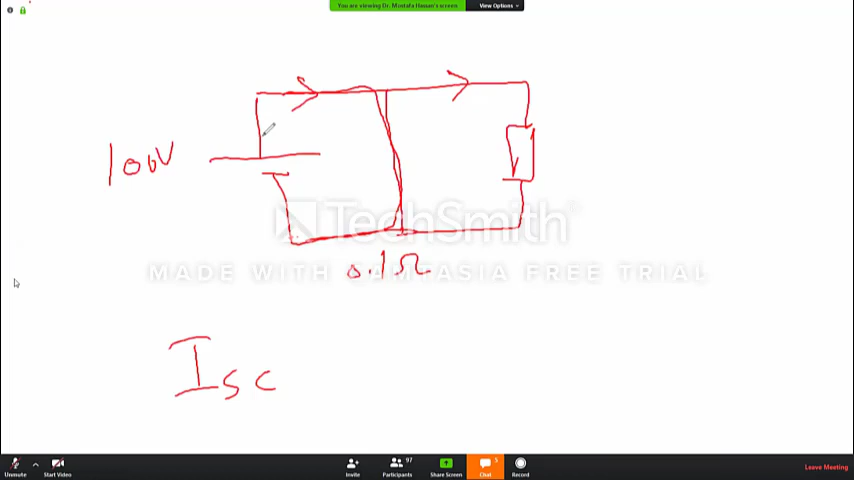 You are viewing Dr. Mostafa Hassan's screen
View Options
100V
TechSmith
MADE WITH CAMTASIA FREE TRIAL
0.1Ω
Isc
Unmute
Start Video
Invite
97
Participants
Share Screen
3
Chat
Record
Leave Meeting